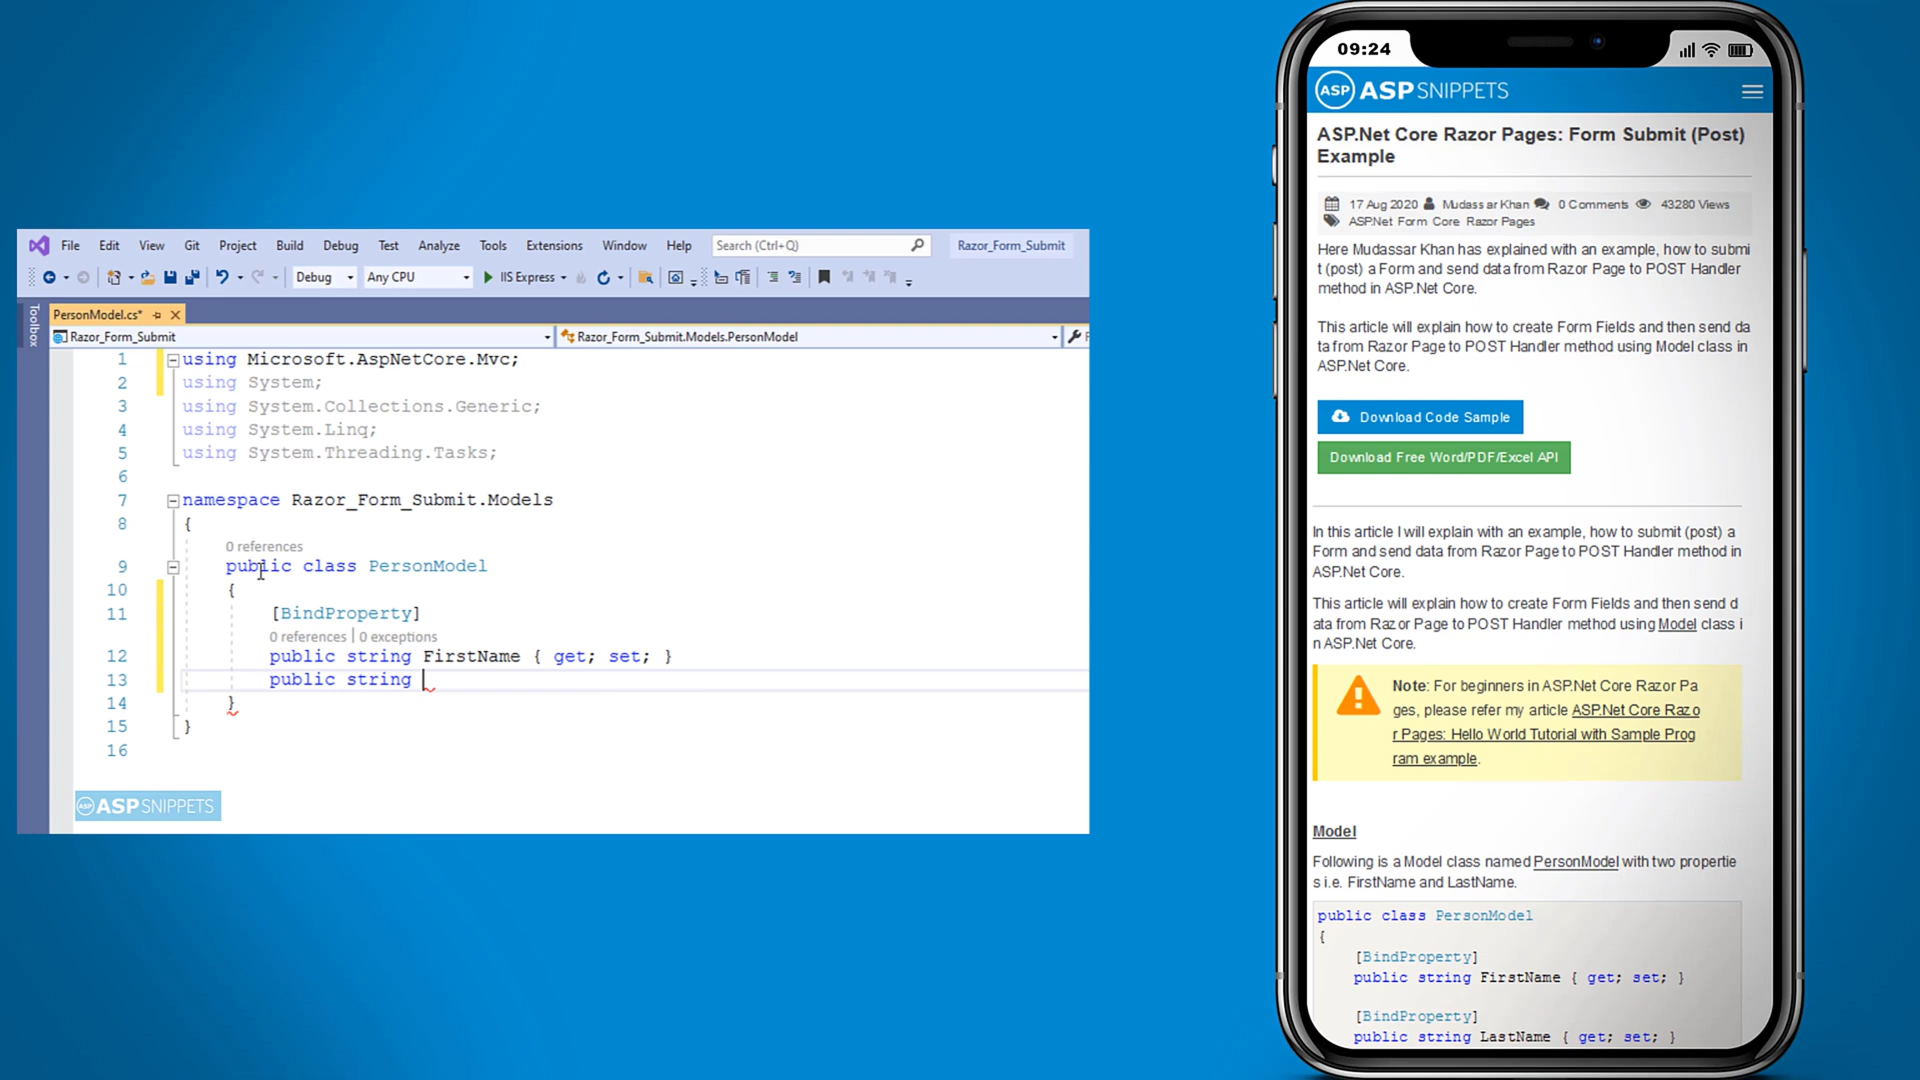 File Edit View Git Project Build Debug Test Analyze Tools Extensions Window Help Search (Ctrl+Q) Razor_Form_Submit
Debug Any CPU IIS Express
Toolbox
PersonModel.cs*
Razor_Form_Submit Razor_Form_Submit.Models.PersonModel
1 using Microsoft.AspNetCore.Mvc;
2 using System;
3 using System.Collections.Generic;
4 using System.Linq;
5 using System.Threading.Tasks;
6
7 namespace Razor_Form_Submit.Models
8 {
0 references
9 public class PersonModel
10 {
11 [BindProperty]
0 references | 0 exceptions
12 public string FirstName { get; set; }
13 public string
14 }
15 }
16
ASP ASPSNIPPETS
09:24
ASP ASPSNIPPETS
ASP.Net Core Razor Pages: Form Submit (Post)
Example
17 Aug 2020 Mudassar Khan 0 Comments 43280 Views
ASP.Net Form Core Razor Pages
Here Mudassar Khan has explained with an example, how to submi
t (post) a Form and send data from Razor Page to POST Handler
method in ASP.Net Core.
This article will explain how to create Form Fields and then send da
ta from Razor Page to POST Handler method using Model class in
ASP.Net Core.
Download Code Sample
Download Free Word/PDF/Excel API
In this article I will explain with an example, how to submit (post) a
Form and send data from Razor Page to POST Handler method in
ASP.Net Core.
This article will explain how to create Form Fields and then send d
ata from Razor Page to POST Handler method using Model class i
n ASP.Net Core.
Note: For beginners in ASP.Net Core Razor Pa
ges, please refer my article ASP.Net Core Razo
r Pages: Hello World Tutorial with Sample Prog
ram example.
Model
Following is a Model class named PersonModel with two propertie
s i.e. FirstName and LastName.
public class PersonModel
{
[BindProperty]
public string FirstName { get; set; }
[BindProperty]
public string LastName { get; set; }